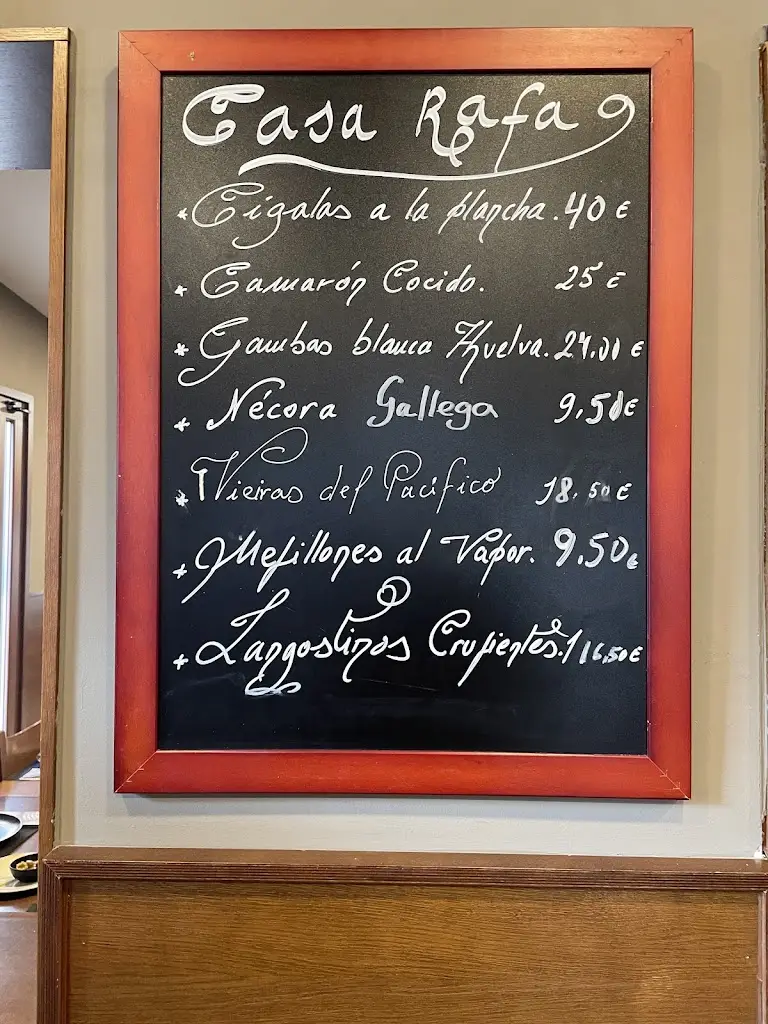 Casa Rafa
* Cigalas a la plancha. 40 €
* Camarón Cocido. 25 €
* Gambas blanca Huelva. 24,00 €
* Nécora Gallega 9,50€
* Vieiras del Pacífico 18,50 €
* Mejillones al Vapor. 9,50€
* Langostinos Crujientes. 16,50€